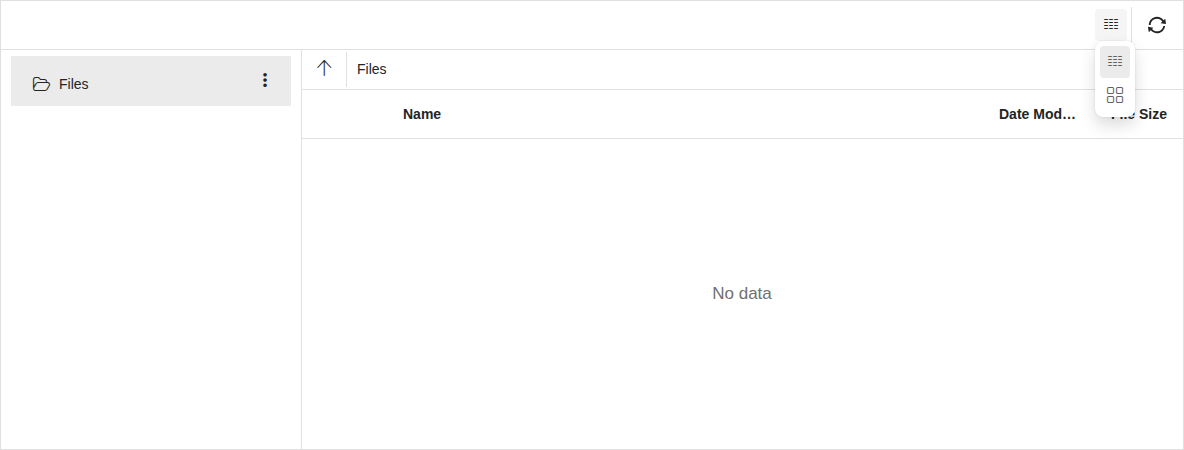 Files
Files
Name
Date Mod…
Size
No data